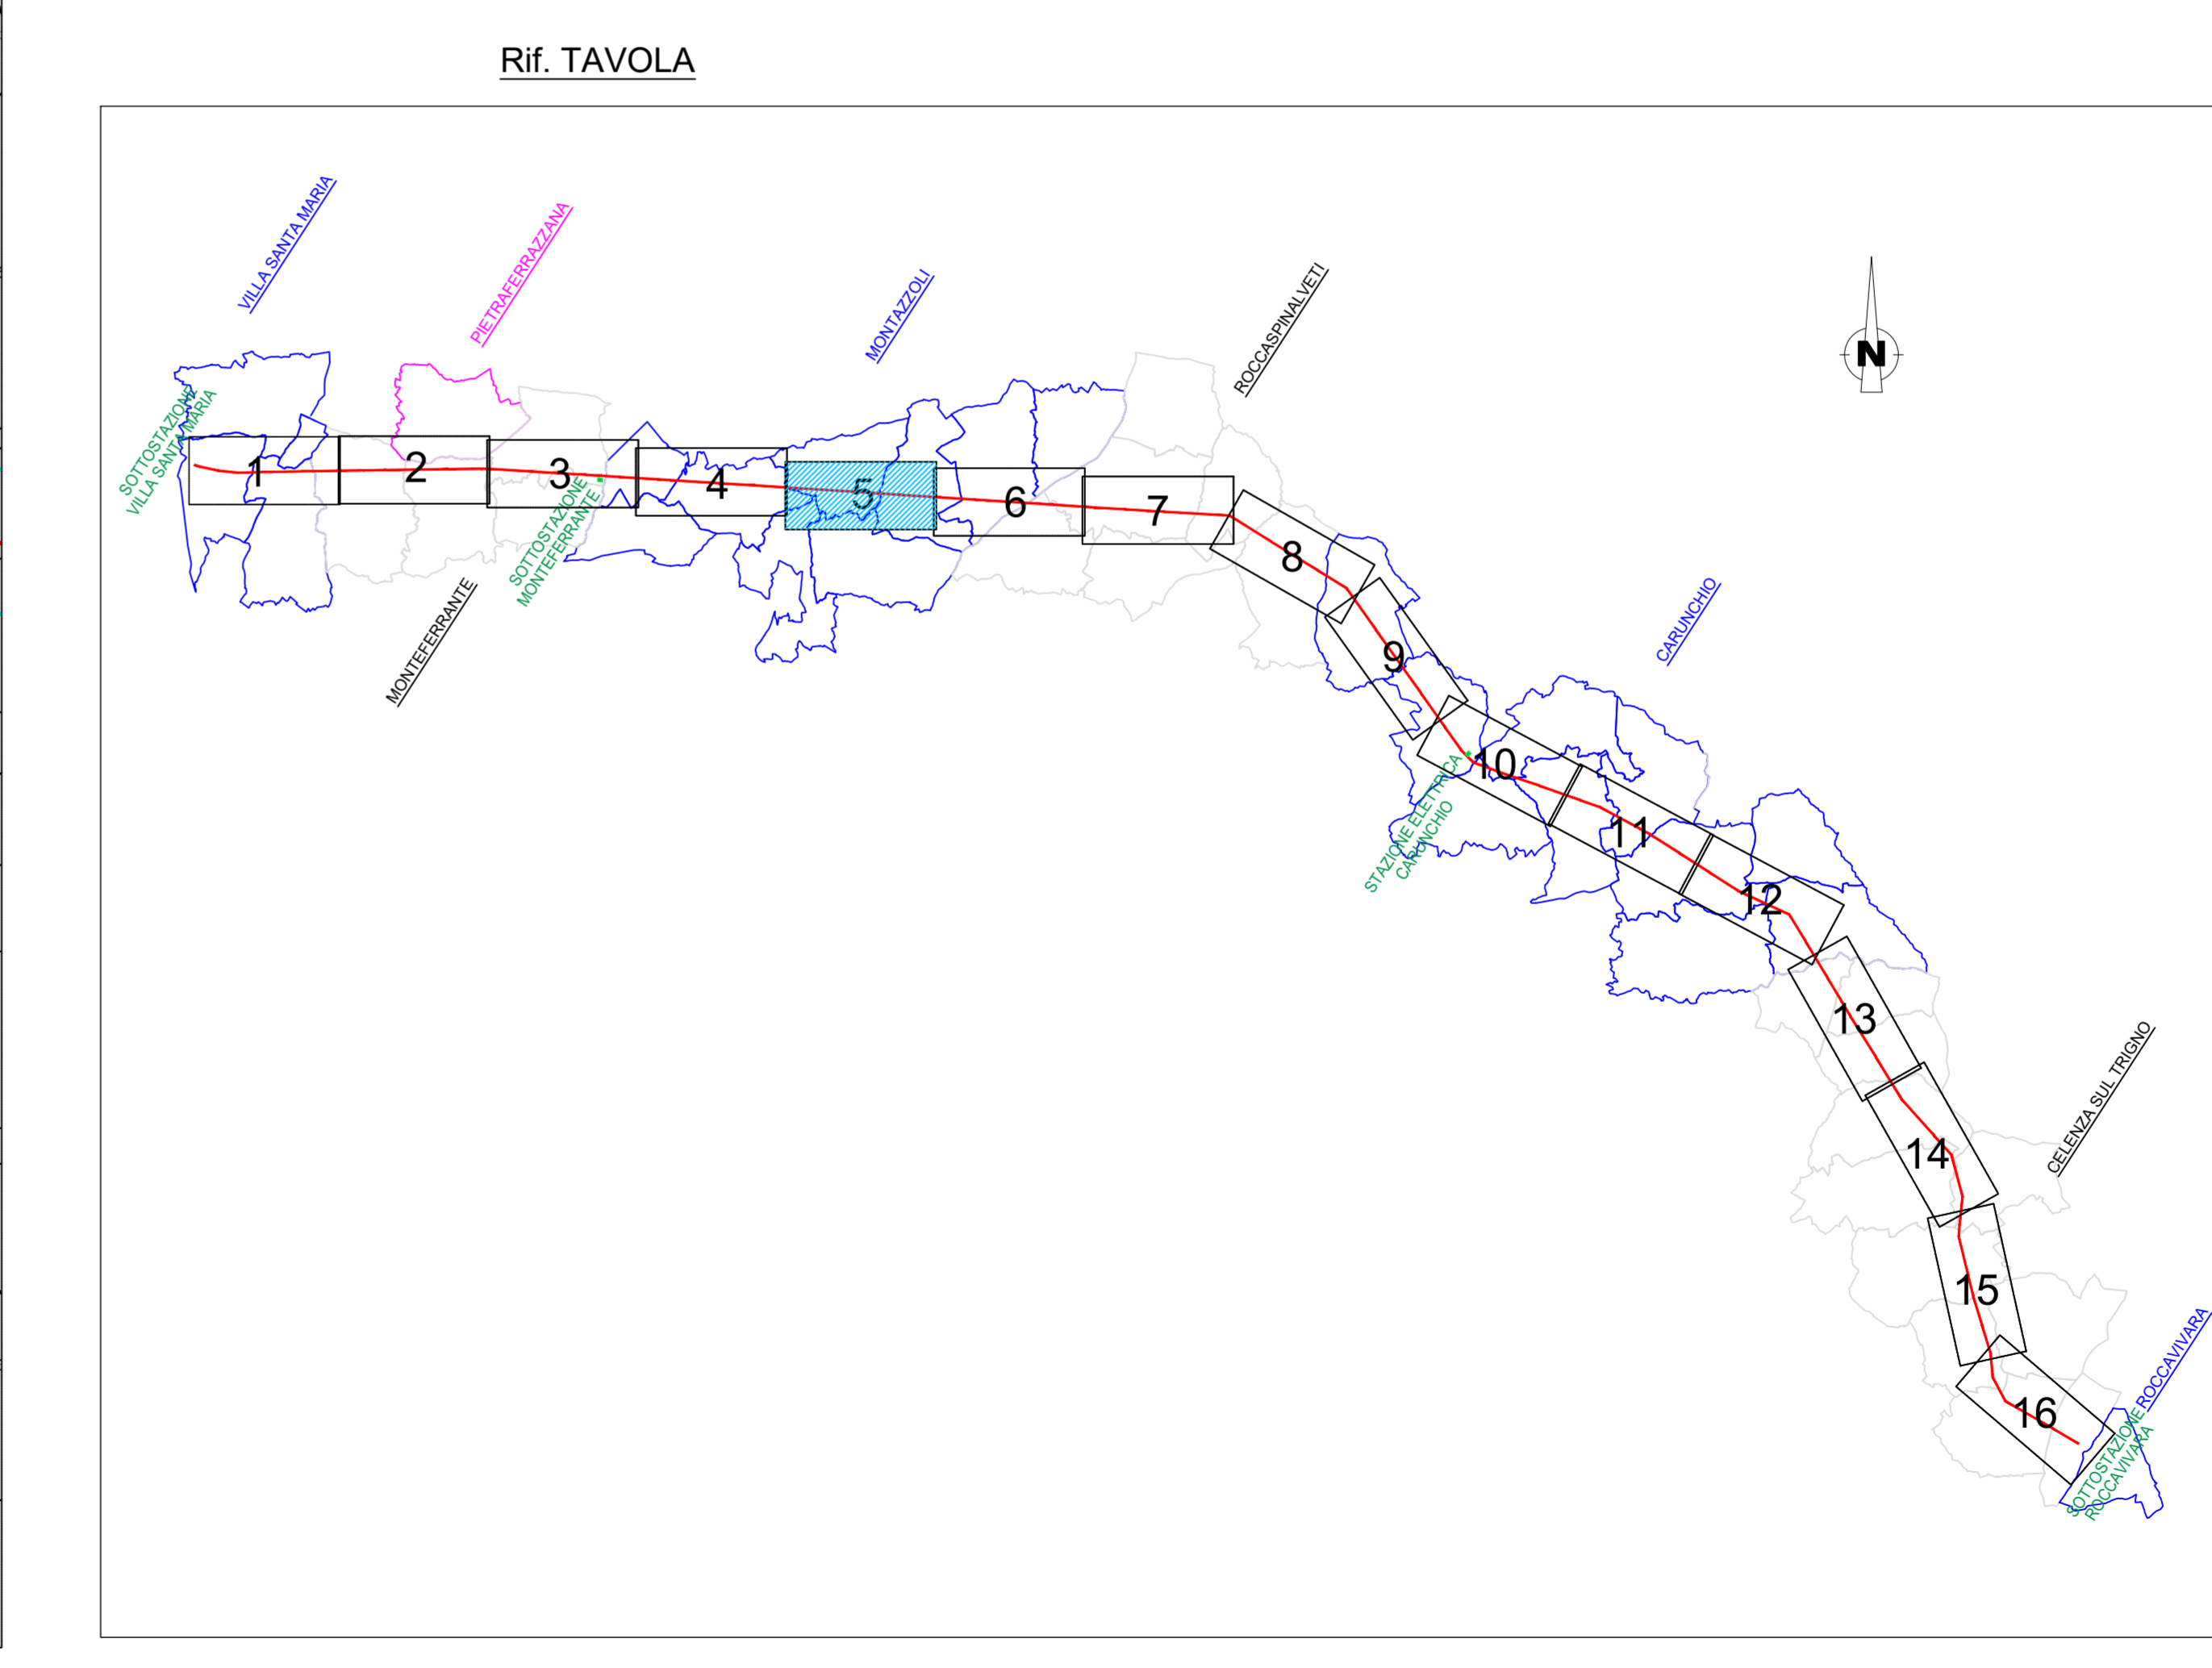 Rif. TAVOLA
VILLA SANTA MARIA
PIETRAFERRAZZANA
MONTAZZOLI
ROCCASPINALVETI
N
SOTTOSTAZIONE
VILLA SANTA MARIA
1
2
3
4
5
6
7
8
9
10
11
12
13
14
15
16
SOTTOSTAZIONE
MONTEFERRANTE
MONTEFERRANTE
CARUNCHIO
STAZIONE ELETTRICA
CARUNCHIO
CELENZA SUL TRIGNO
ROCCAVIVARA
SOTTOSTAZIONE
ROCCAVIVARA